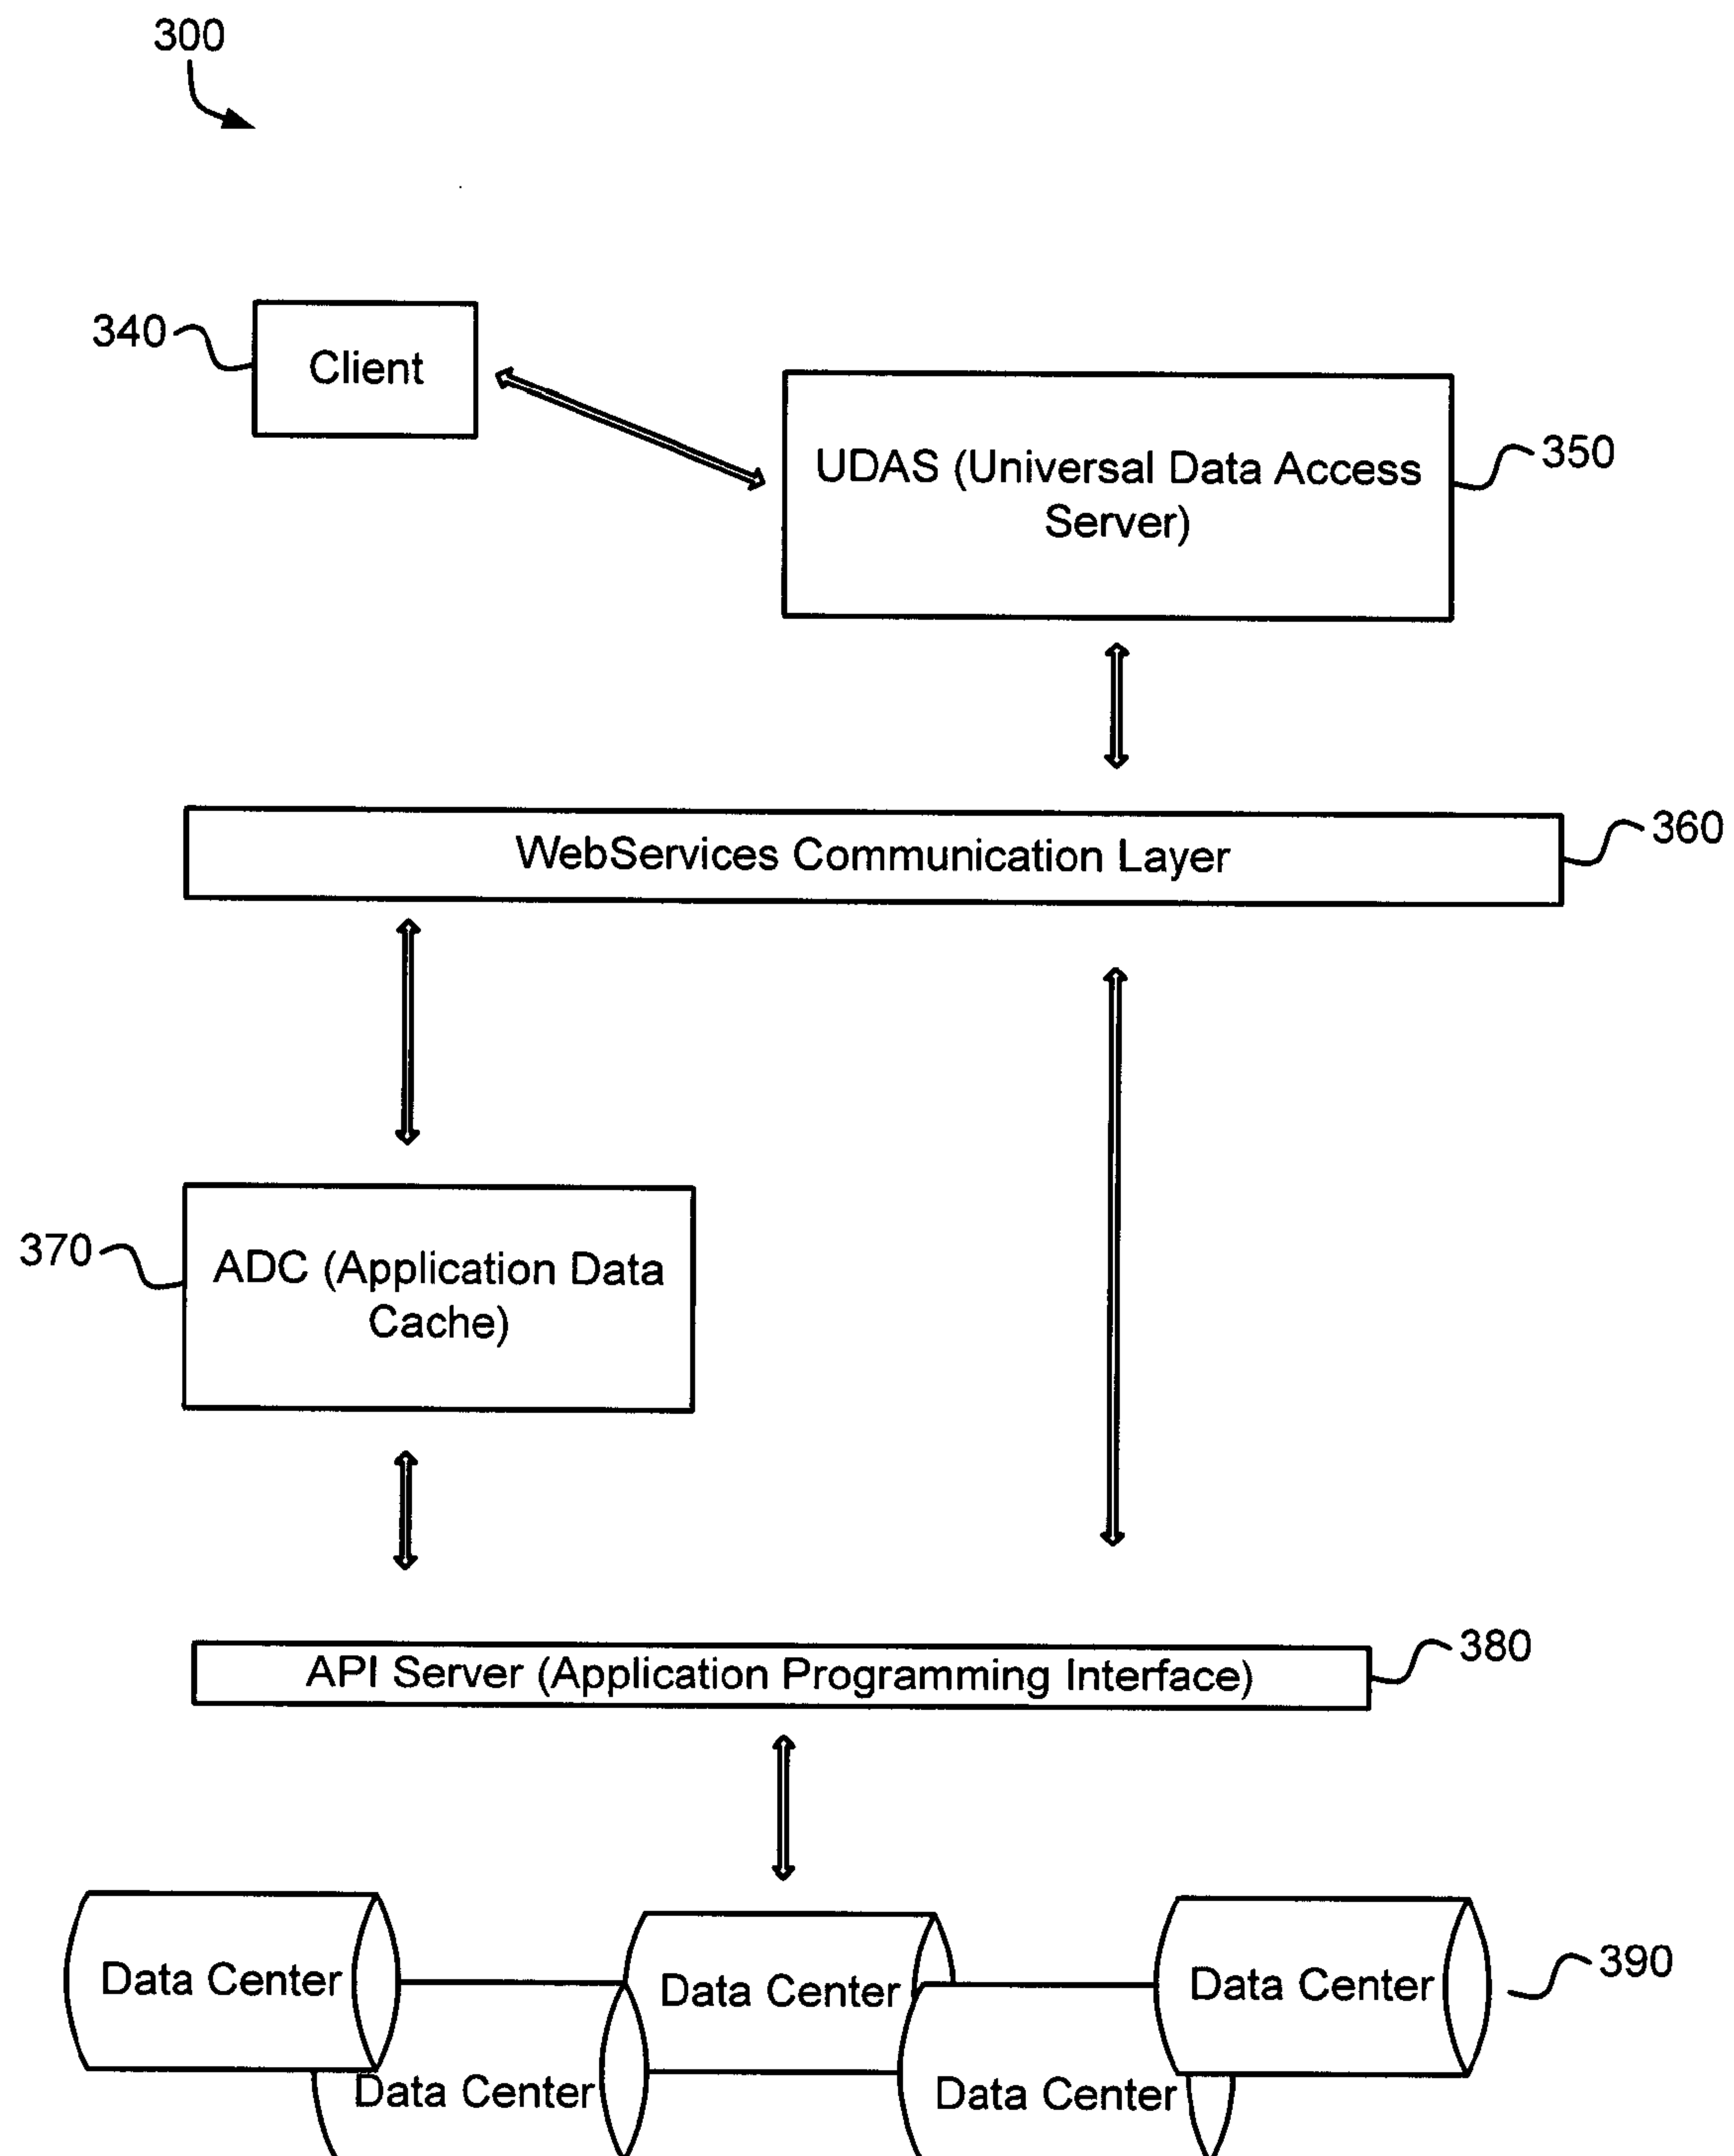 300
340
Client
UDAS (Universal Data Access
Server)
350
WebServices Communication Layer
360
370
ADC (Application Data
Cache)
API Server (Application Programming Interface)
380
Data Center
Data Center
Data Center
390
Data Center
Data Center